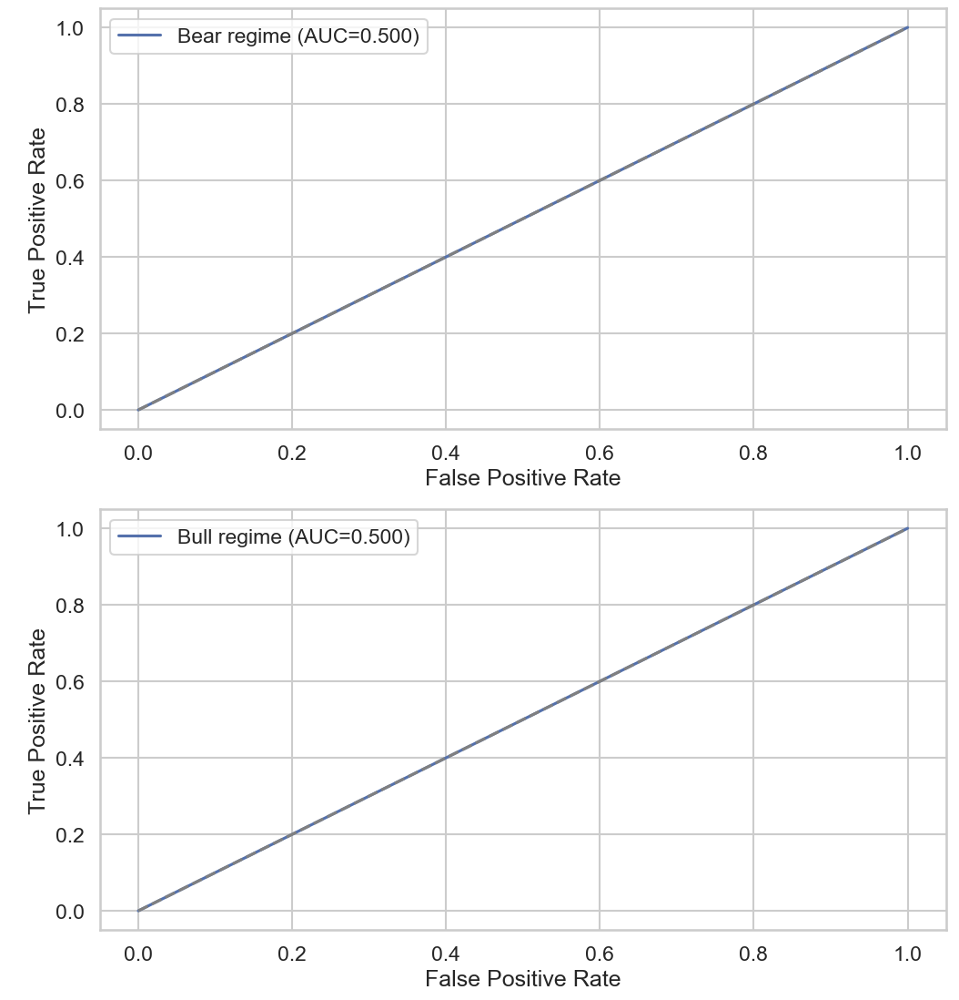 Bear regime (AUC=0.500)
True Positive Rate
1.0
0.8
0.6
0.4
0.2
0.0
0.0 0.2 0.4 0.6 0.8 1.0
False Positive Rate
Bull regime (AUC=0.500)
True Positive Rate
1.0
0.8
0.6
0.4
0.2
0.0
0.0 0.2 0.4 0.6 0.8 1.0
False Positive Rate